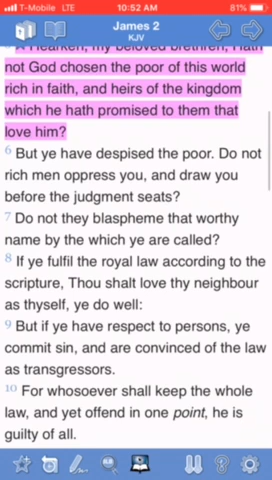 T-Mobile LTE 10:52 AM 81%
James 2
KJV
Hearken, my beloved brethren, Hath
not God chosen the poor of this world
rich in faith, and heirs of the kingdom
which he hath promised to them that
love him?
6 But ye have despised the poor. Do not
rich men oppress you, and draw you
before the judgment seats?
7 Do not they blaspheme that worthy
name by the which ye are called?
8 If ye fulfil the royal law according to the
scripture, Thou shalt love thy neighbour
as thyself, ye do well:
9 But if ye have respect to persons, ye
commit sin, and are convinced of the law
as transgressors.
10 For whosoever shall keep the whole
law, and yet offend in one point, he is
guilty of all.